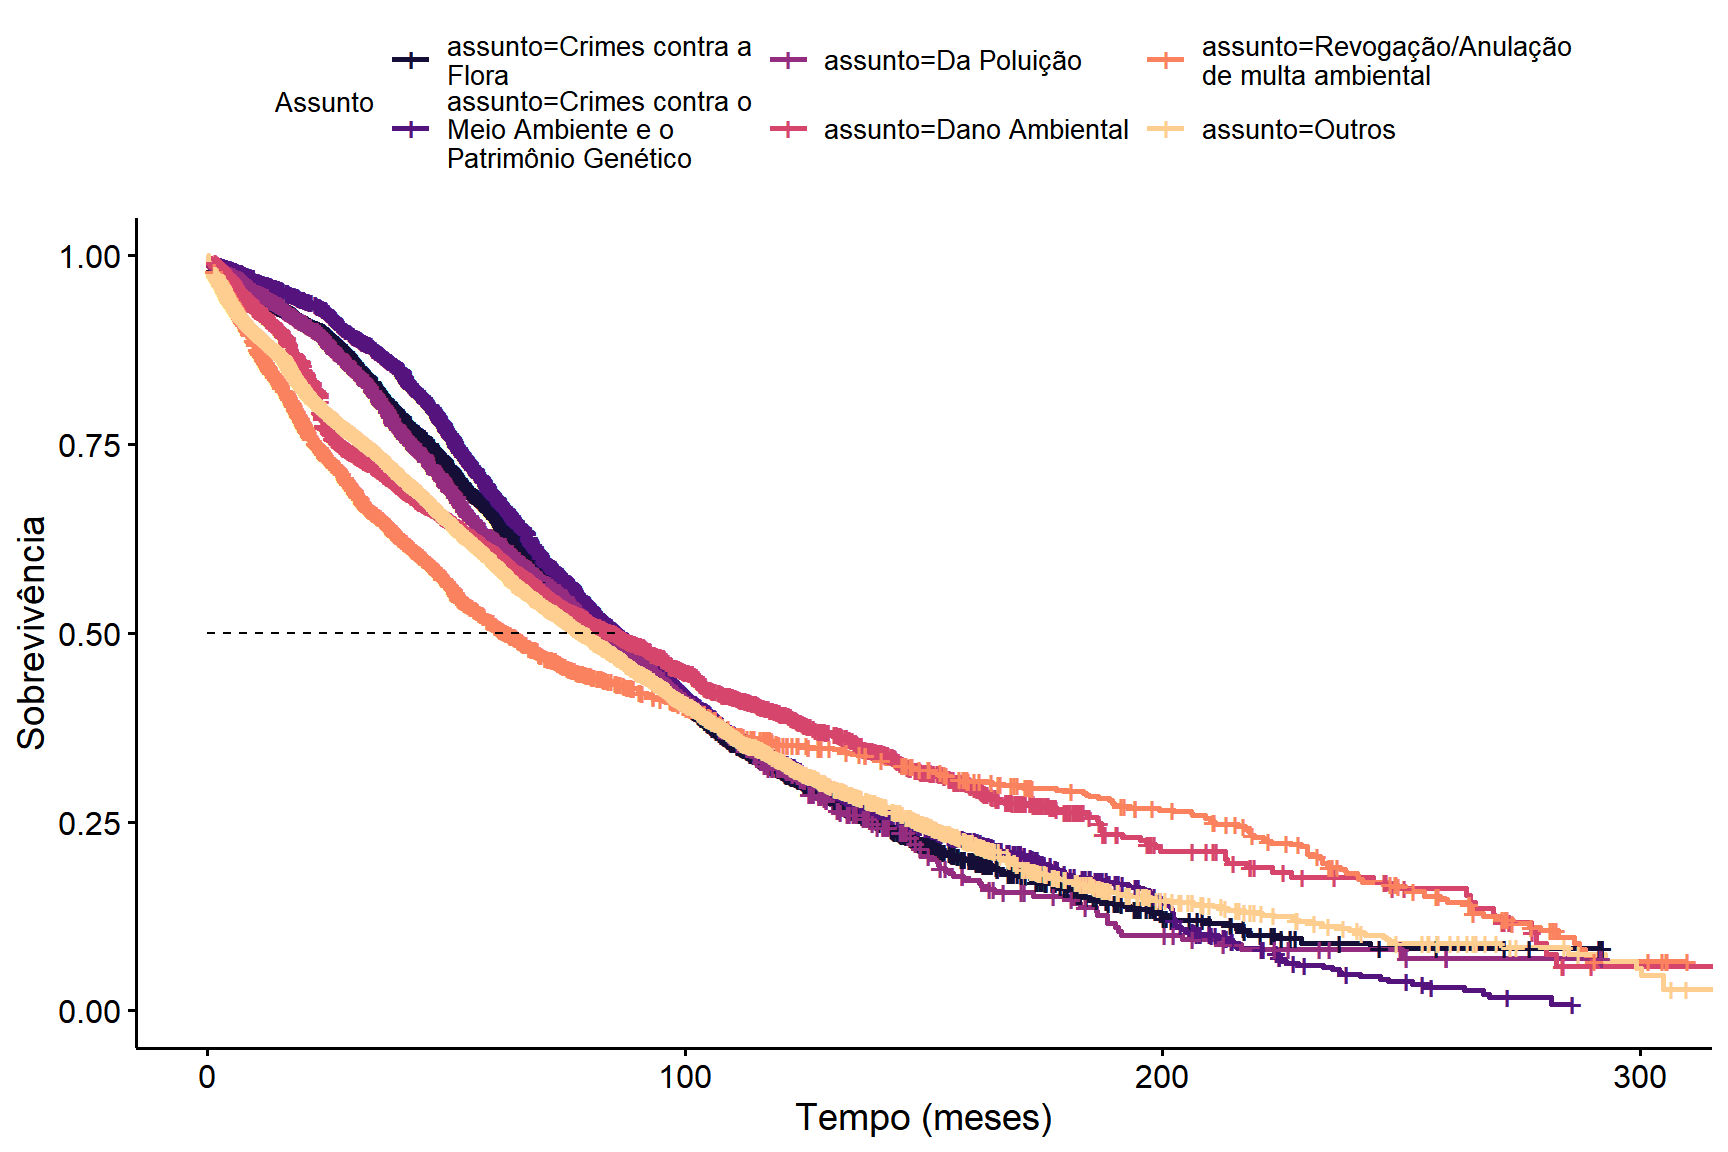 Assunto
assunto=Crimes contra a
Flora
assunto=Crimes contra o
Meio Ambiente e o
Patrimônio Genético
assunto=Da Poluição
assunto=Dano Ambiental
assunto=Revogação/Anulação
de multa ambiental
assunto=Outros
Sobrevivência
1.00
0.75
0.50
0.25
0.00
0
100
200
300
Tempo (meses)